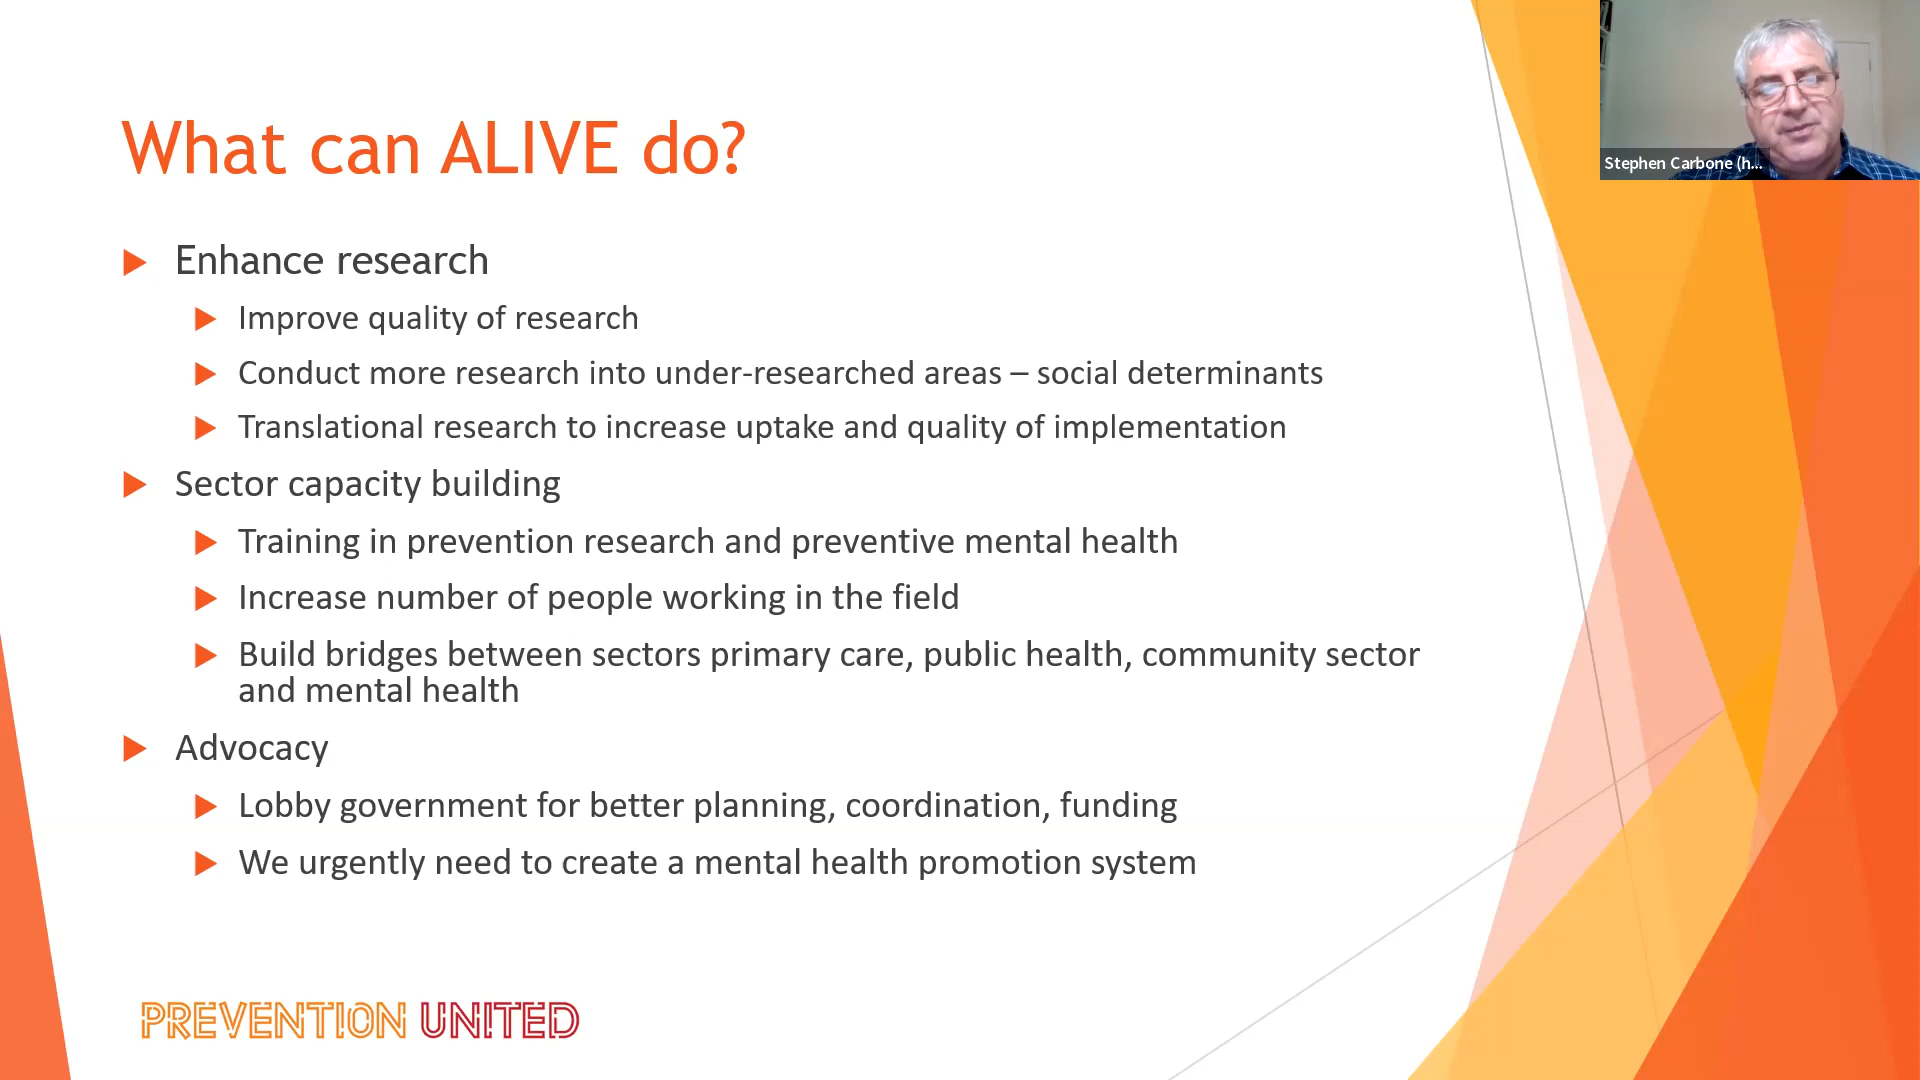 What can ALIVE do?
Stephen Carbone (h...
Enhance research
Improve quality of research
Conduct more research into under-researched areas – social determinants
Translational research to increase uptake and quality of implementation
Sector capacity building
Training in prevention research and preventive mental health
Increase number of people working in the field
Build bridges between sectors primary care, public health, community sector
and mental health
Advocacy
Lobby government for better planning, coordination, funding
We urgently need to create a mental health promotion system
PREVENTION UNITED